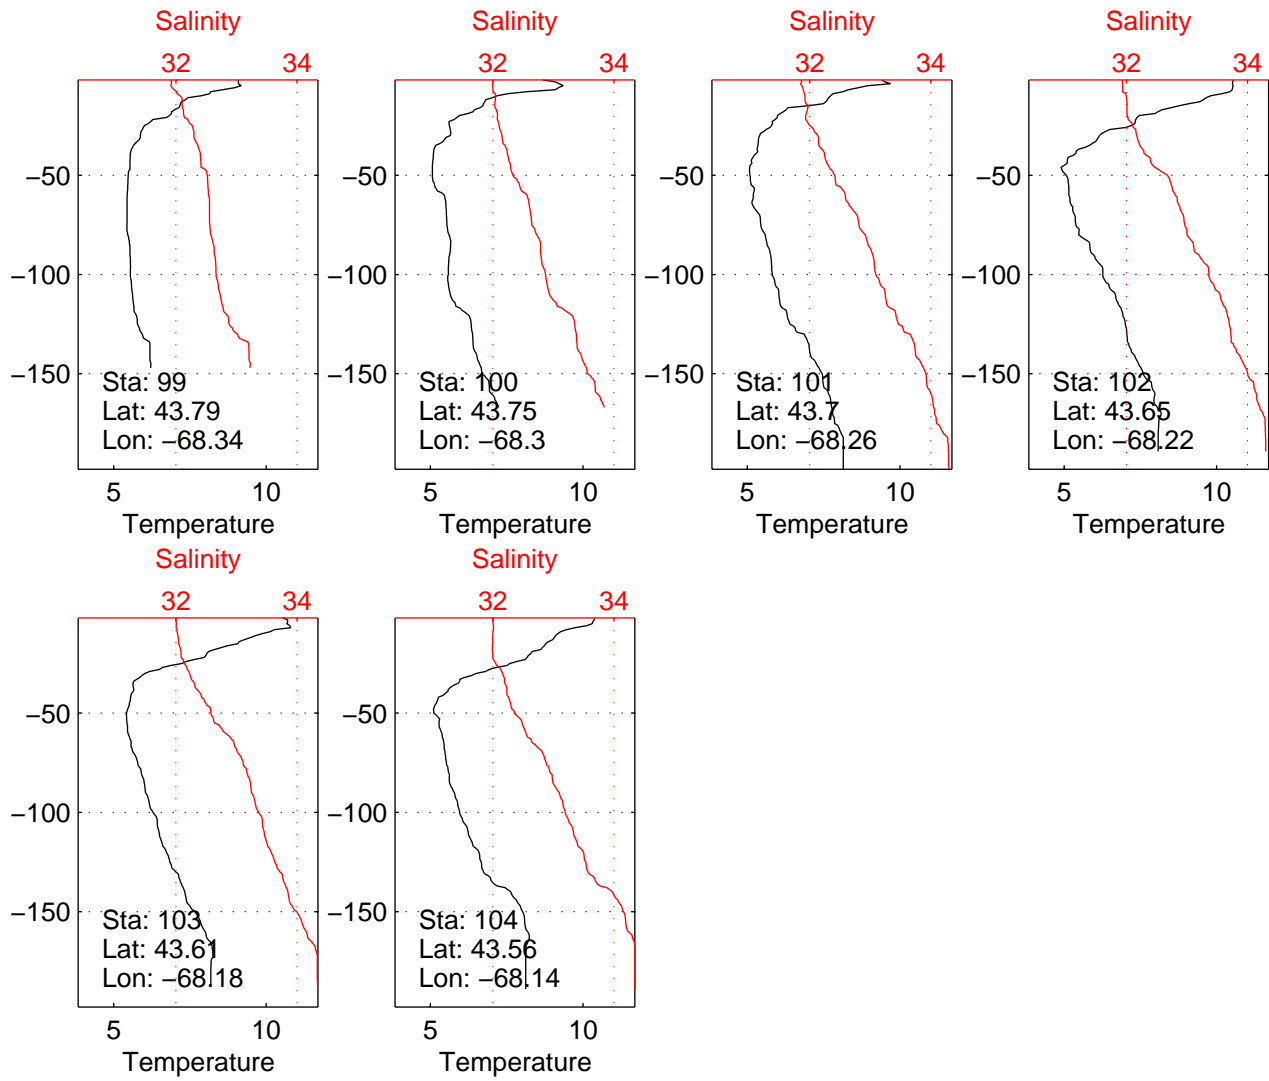 Salinity Salinity Salinity Salinity
32 34 32 34 32 34 32 34
−50 −50 −50 −50
−100 −100 −100 −100
−150 −150 −150 −150
Sta: 99 Sta: 100 Sta: 101 Sta: 102
Lat: 43.79 Lat: 43.75 Lat: 43.7 Lat: 43.65
Lon: −68.34 Lon: −68.3 Lon: −68.26 Lon: −68.22
5 10 5 10 5 10 5 10
Temperature Temperature Temperature Temperature
Salinity Salinity
32 34 32 34
−50 −50
−100 −100
−150 −150
Sta: 103 Sta: 104
Lat: 43.61 Lat: 43.56
Lon: −68.18 Lon: −68.14
5 10 5 10
Temperature Temperature